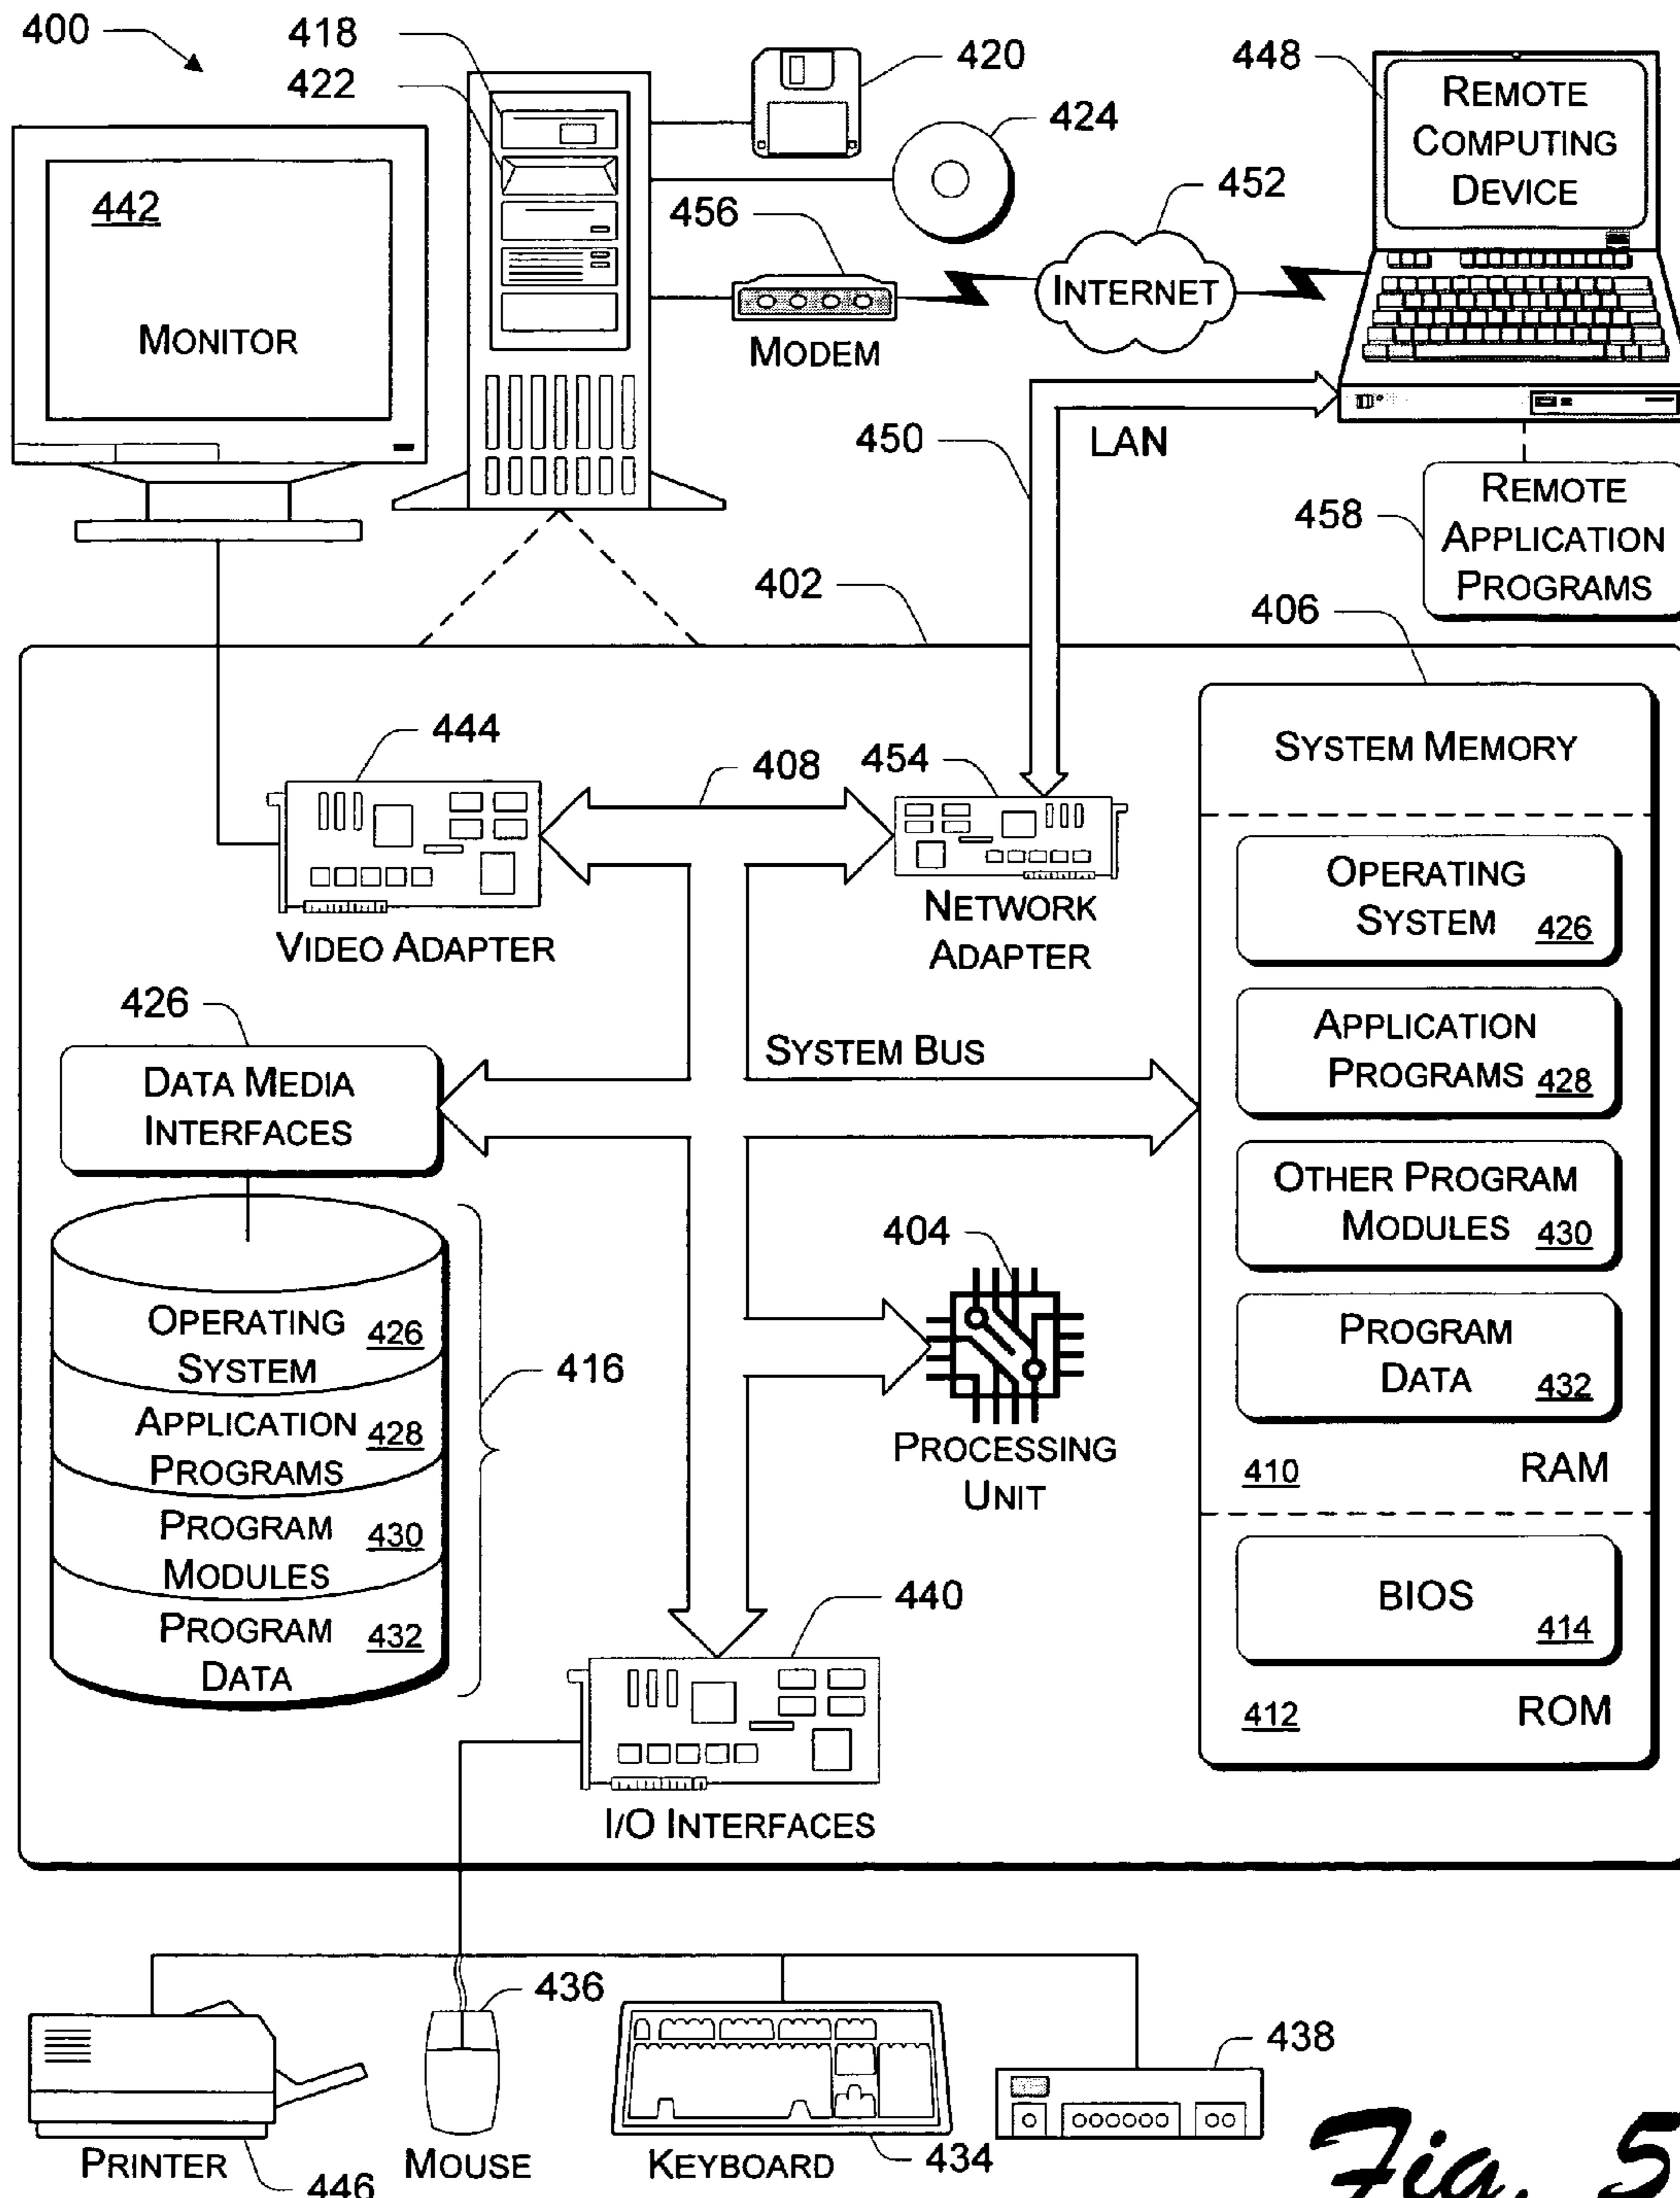 400
418
422
420
424
448
REMOTE
COMPUTING
DEVICE
442
MONITOR
456
MODEM
452
INTERNET
450
LAN
458
REMOTE
APPLICATION
PROGRAMS
402
406
444
VIDEO ADAPTER
408
454
NETWORK
ADAPTER
SYSTEM MEMORY
OPERATING
SYSTEM 426
APPLICATION
PROGRAMS 428
OTHER PROGRAM
MODULES 430
PROGRAM
DATA 432
410 RAM
BIOS
414
412 ROM
426
DATA MEDIA
INTERFACES
SYSTEM BUS
OPERATING
SYSTEM 426
APPLICATION
PROGRAMS 428
PROGRAM
MODULES 430
PROGRAM
DATA 432
416
404
PROCESSING
UNIT
440
I/O INTERFACES
PRINTER
446
436
MOUSE
KEYBOARD
434
438
Fig. 5